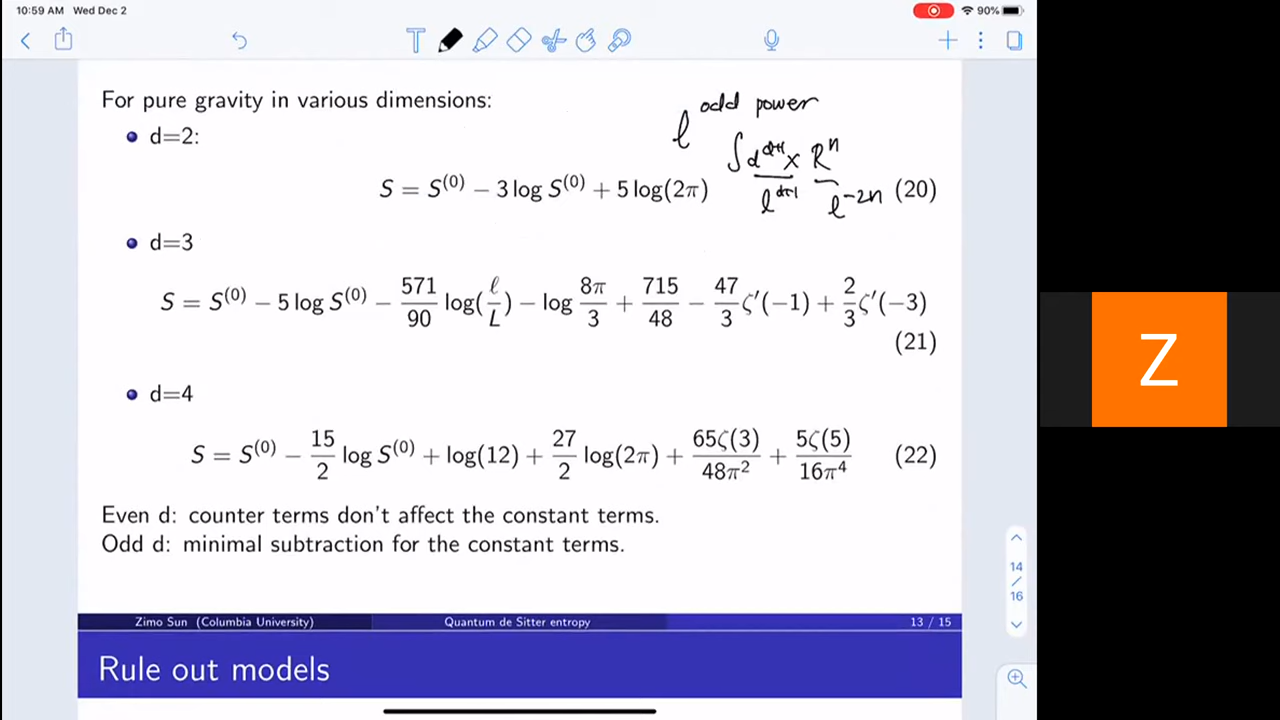 10:59 AM Wed Dec 2
90%
For pure gravity in various dimensions:
odd power
ℓ
d=2:
∫ d^{d+1}x R^n
ℓ^{d+1} ℓ^{-2n}
S = S^{(0)} − 3 log S^{(0)} + 5 log(2π) (20)
d=3
S = S^{(0)} − 5 log S^{(0)} − 571/90 log(ℓ/L) − log 8π/3 + 715/48 − 47/3 ζ′(−1) + 2/3 ζ′(−3)
(21)
d=4
S = S^{(0)} − 15/2 log S^{(0)} + log(12) + 27/2 log(2π) + 65ζ(3)/48π² + 5ζ(5)/16π⁴ (22)
Even d: counter terms don't affect the constant terms.
Odd d: minimal subtraction for the constant terms.
Zimo Sun (Columbia University) Quantum de Sitter entropy 13 / 15
Rule out models
14
/
16
Z